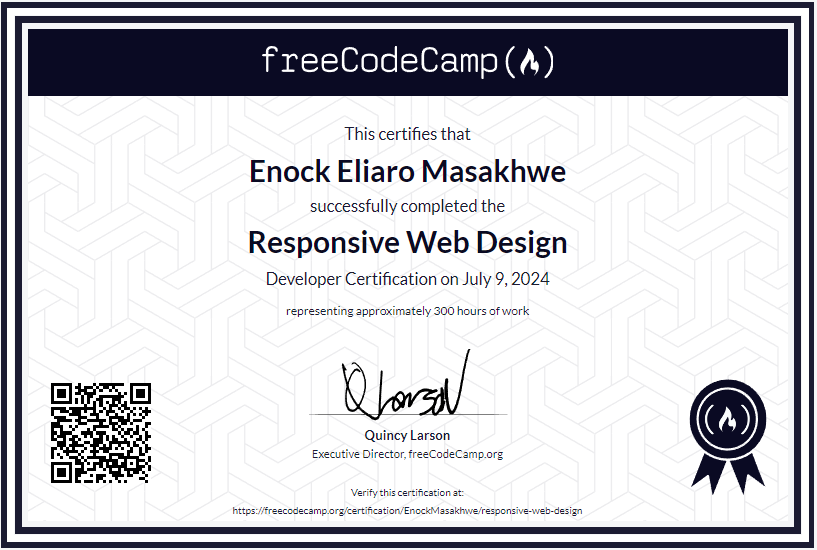 freeCodeCamp
This certifies that
Enock Eliaro Masakhwe
successfully completed the
Responsive Web Design
Developer Certification on July 9, 2024
representing approximately 300 hours of work
QLarson
Quincy Larson
Executive Director, freeCodeCamp.org
Verify this certification at:
https://freecodecamp.org/certification/EnockMasakhwe/responsive-web-design